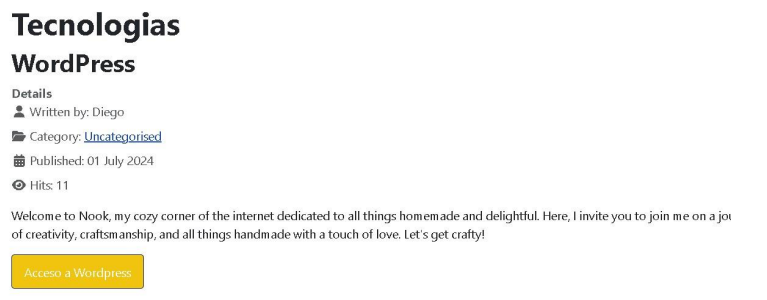 Tecnologias
WordPress
Details
Written by: Diego
Category: Uncategorised
Published: 01 July 2024
Hits: 11
Welcome to Nook, my cozy corner of the internet dedicated to all things homemade and delightful. Here, I invite you to join me on a
of creativity, craftsmanship, and all things handmade with a touch of love. Let's get crafty!
Acceso a Wordpress